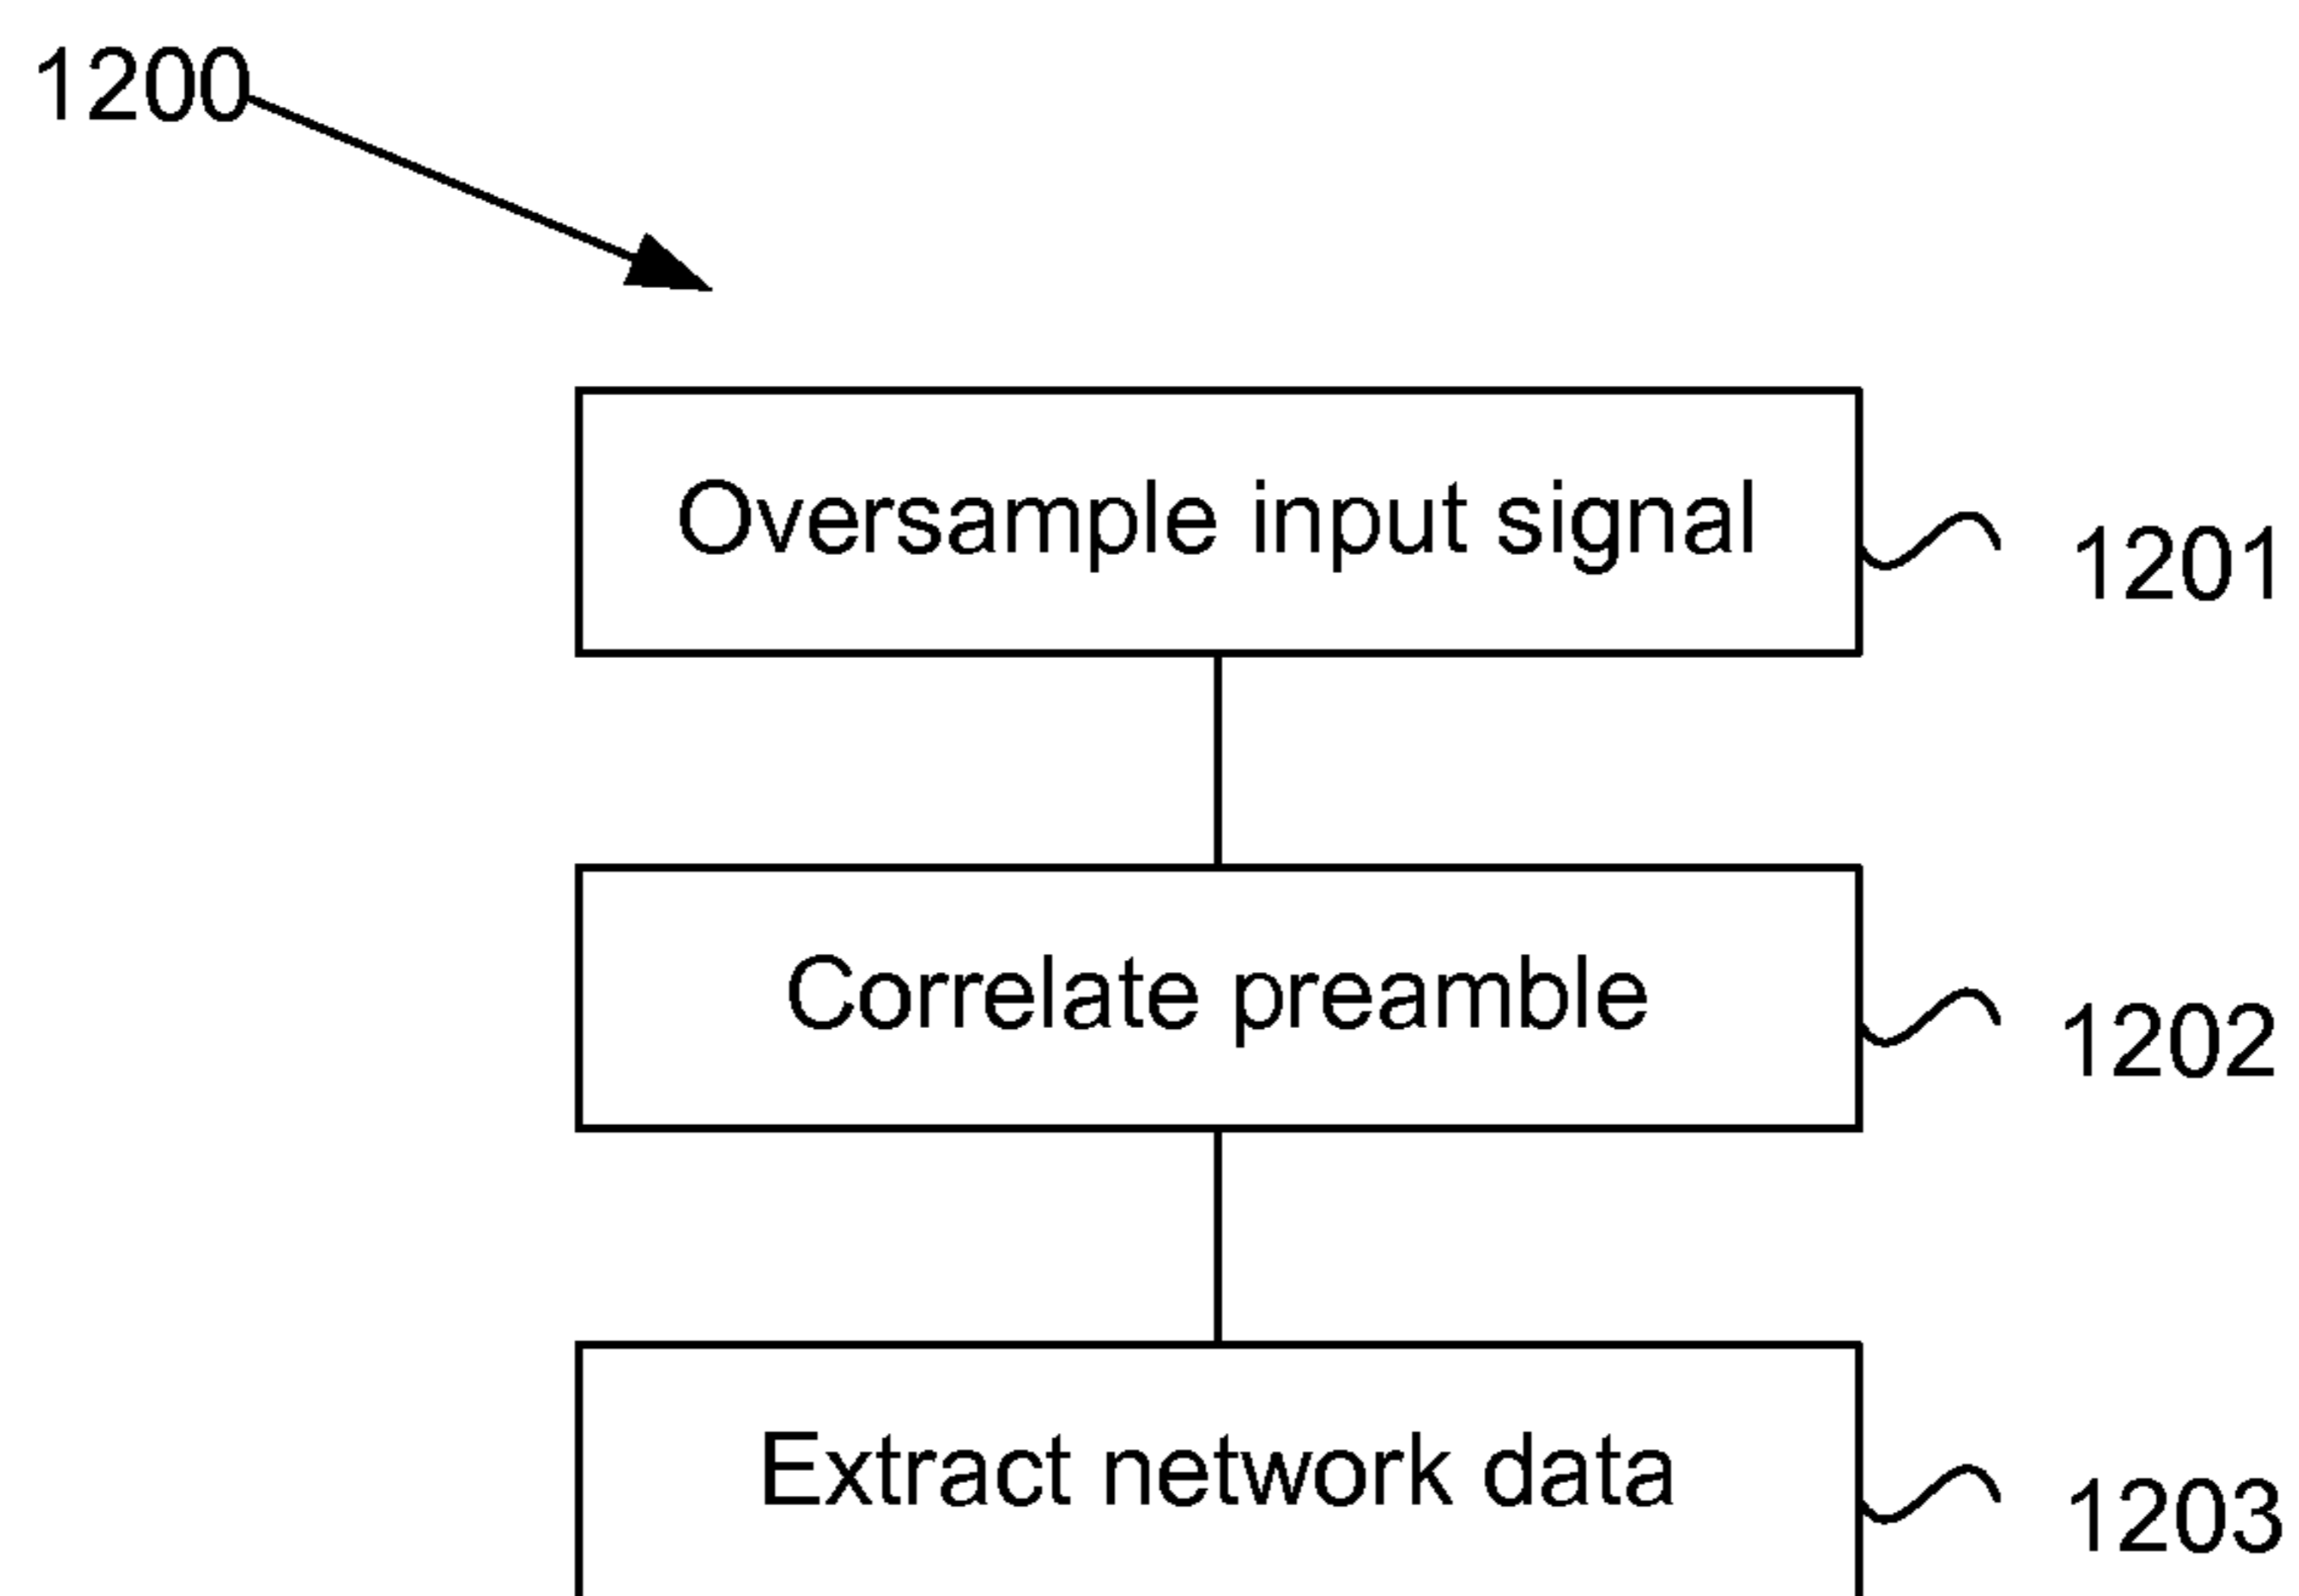 1200
Oversample input signal
1201
Correlate preamble
1202
Extract network data
1203